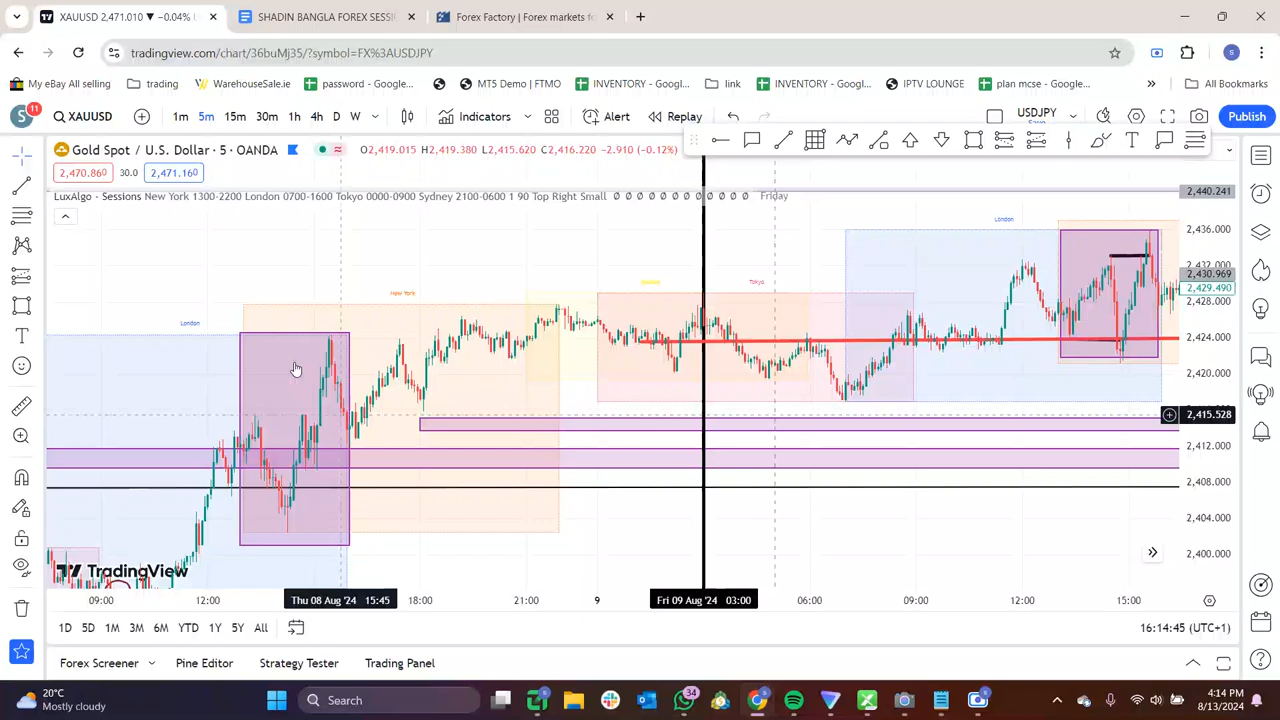 XAUUSD 2,471.010 ▼ −0.04% U
SHADIN BANGLA FOREX SESSI
Forex Factory | Forex markets fo
tradingview.com/chart/36buMj35/?symbol=FX%3AUSDJPY
My eBay All selling
trading
WarehouseSale.ie
password - Google...
MT5 Demo | FTMO
INVENTORY - Googl...
link
INVENTORY - Googl...
IPTV LOUNGE
plan mcse - Google...
All Bookmarks
11
XAUUSD
1m 5m 15m 30m 1h 4h D W
Indicators
Alert
Replay
USDJPY
Save
Publish
Gold Spot / U.S. Dollar · 5 · OANDA
O2,419.015 H2,419.380 L2,415.620 C2,416.220 −2.910 (−0.12%)
2,470.860
30.0
2,471.160
LuxAlgo - Sessions New York 1300-2200 London 0700-1600 Tokyo 0000-0900 Sydney 2100-0600 1 90 Top Right Small Ø Ø Ø Ø Ø Ø Ø Ø Ø Ø
Friday
London
New York
Tokyo
London
2,440.241
2,436.000
2,432.000
2,430.969
2,429.490
2,428.000
2,424.000
2,420.000
2,415.528
2,412.000
2,408.000
2,404.000
2,400.000
TradingView
09:00
12:00
Thu 08 Aug '24 15:45
18:00
21:00
9
Fri 09 Aug '24 03:00
06:00
09:00
12:00
15:00
1D 5D 1M 3M 6M YTD 1Y 5Y All
16:14:45 (UTC+1)
Forex Screener
Pine Editor
Strategy Tester
Trading Panel
20°C
Mostly cloudy
Search
34
4:14 PM
8/13/2024